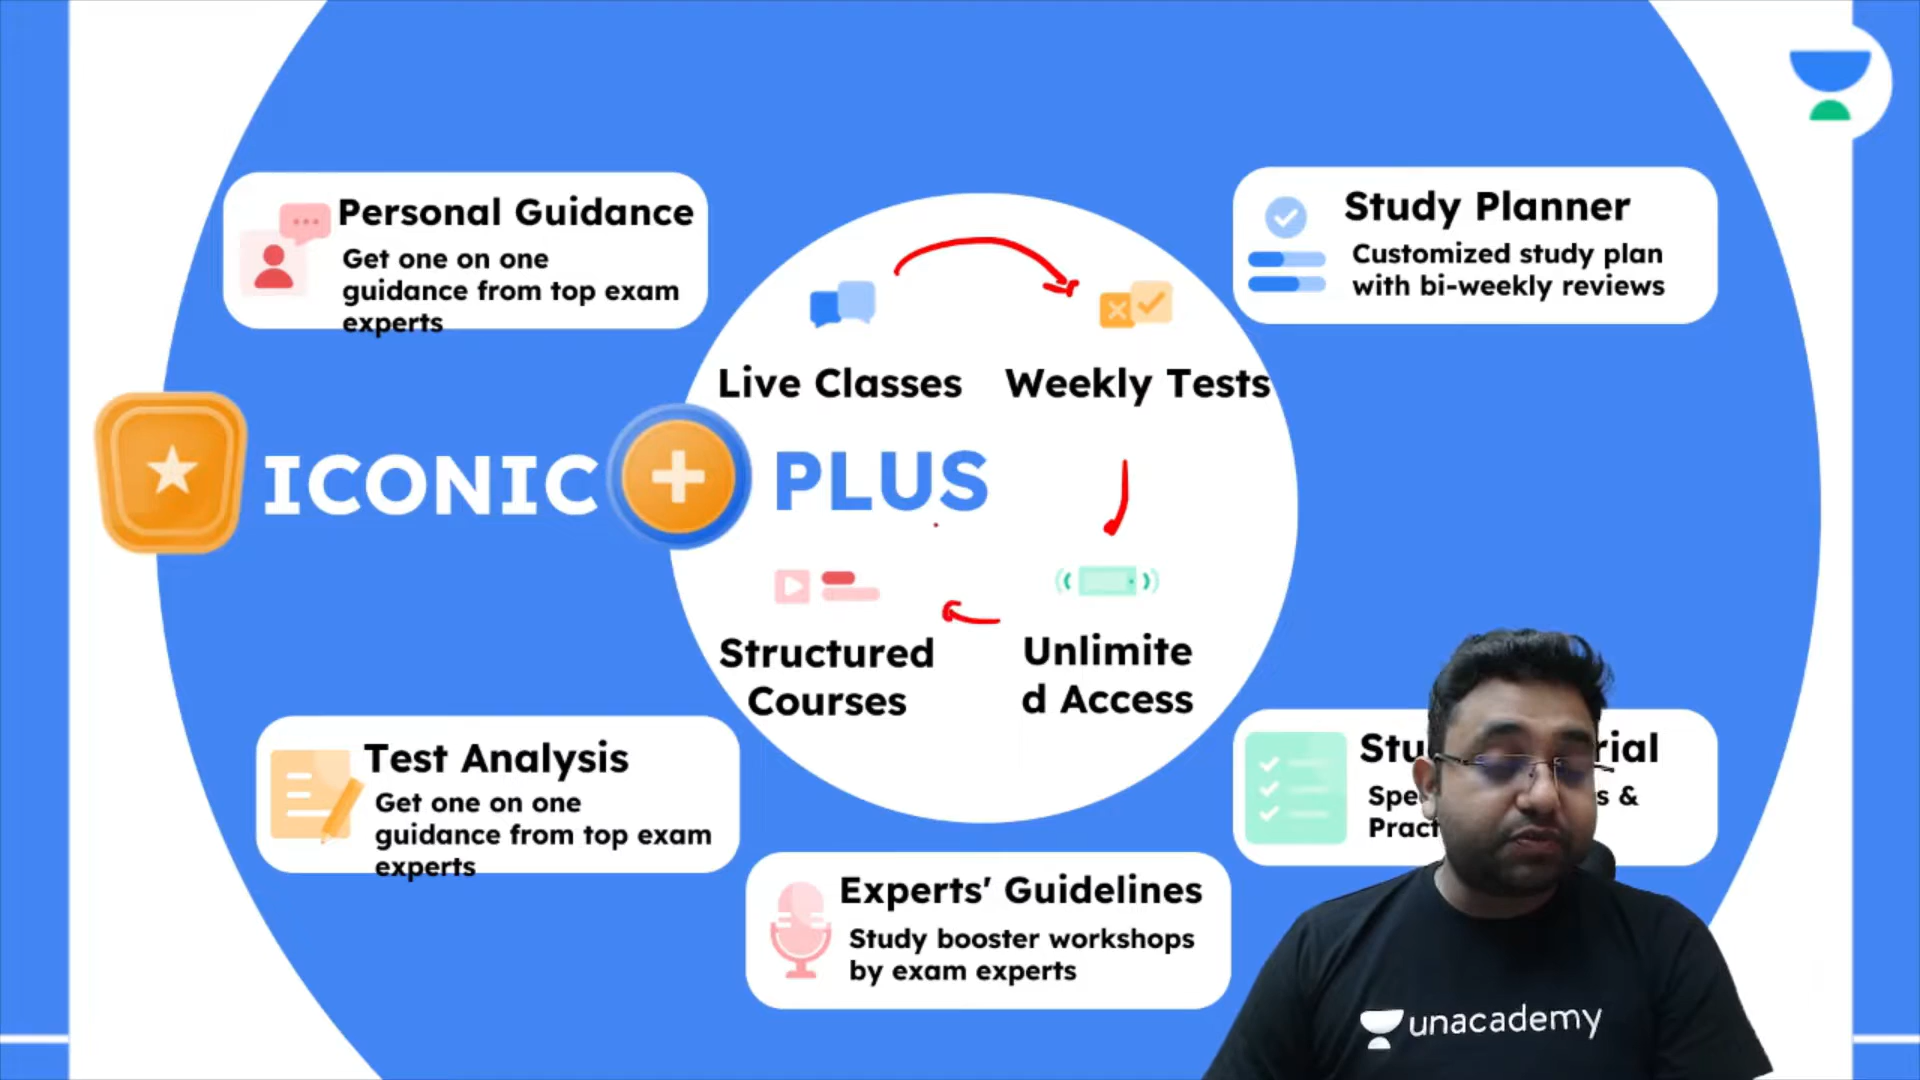 Personal Guidance
Get one on one
guidance from top exam
experts
Study Planner
Customized study plan
with bi-weekly reviews
Live Classes
Weekly Tests
ICONIC
PLUS
Structured
Courses
Unlimite
d Access
Test Analysis
Get one on one
guidance from top exam
experts
s &
Experts' Guidelines
Study booster workshops
by exam experts
unacademy